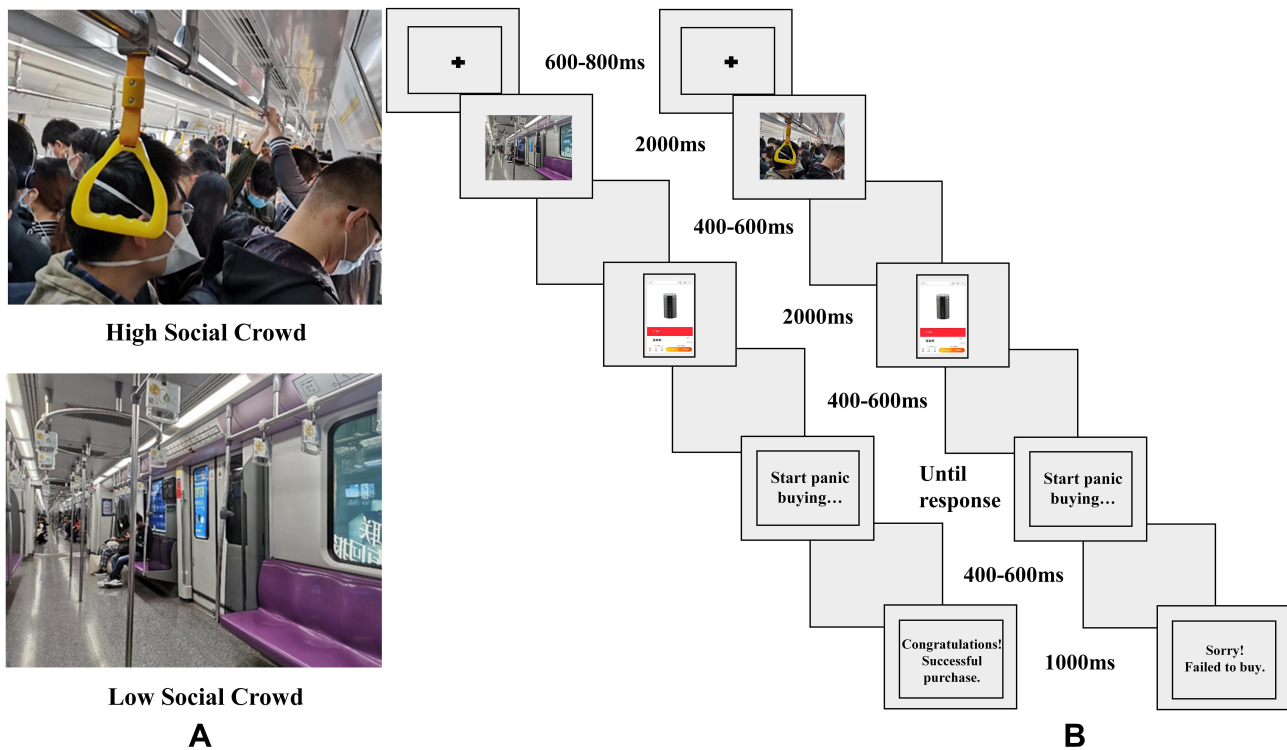 High Social Crowd
Low Social Crowd
A
600-800ms
2000ms
400-600ms
2000ms
400-600ms
Start panic
buying…
Until
response
Start panic
buying…
400-600ms
Congratulations!
Successful
purchase.
1000ms
Sorry!
Failed to buy.
B